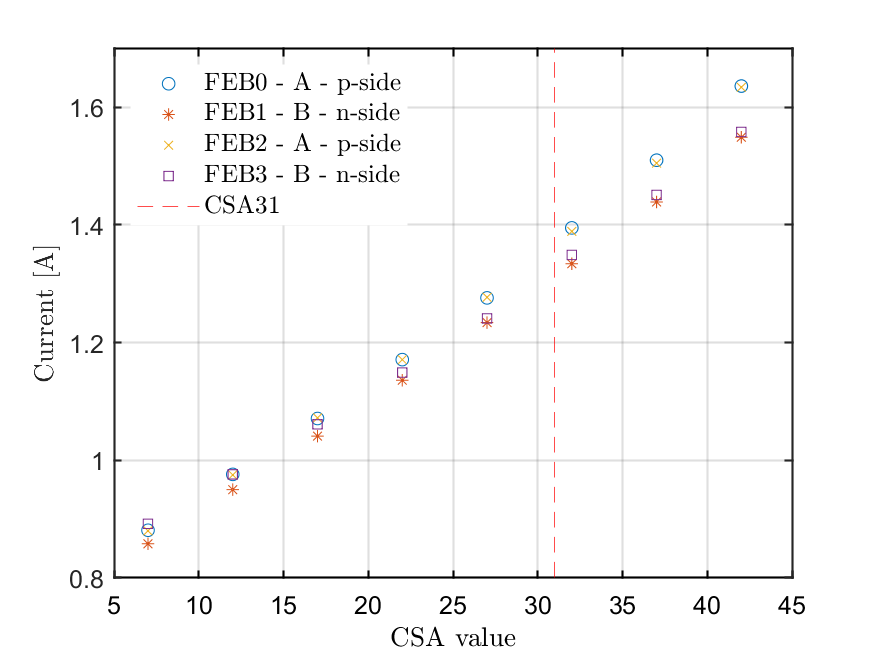 FEB0 - A - p-side
FEB1 - B - n-side
FEB2 - A - p-side
FEB3 - B - n-side
CSA31
1.6
1.4
1.2
1
0.8
Current [A]
5 10 15 20 25 30 35 40 45
CSA value